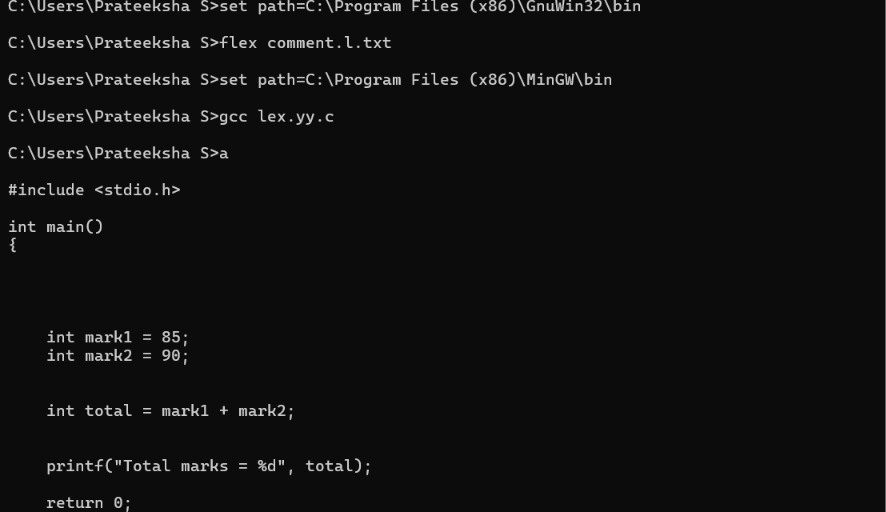 C:\Users\Prateeksha S>set path=C:\Program Files (x86)\GnuWin32\bin
C:\Users\Prateeksha S>flex comment.l.txt
C:\Users\Prateeksha S>set path=C:\Program Files (x86)\MinGW\bin
C:\Users\Prateeksha S>gcc lex.yy.c
C:\Users\Prateeksha S>a
#include <stdio.h>
int main()
{
    int mark1 = 85;
    int mark2 = 90;
    int total = mark1 + mark2;
    printf("Total marks = %d", total);
    return 0;